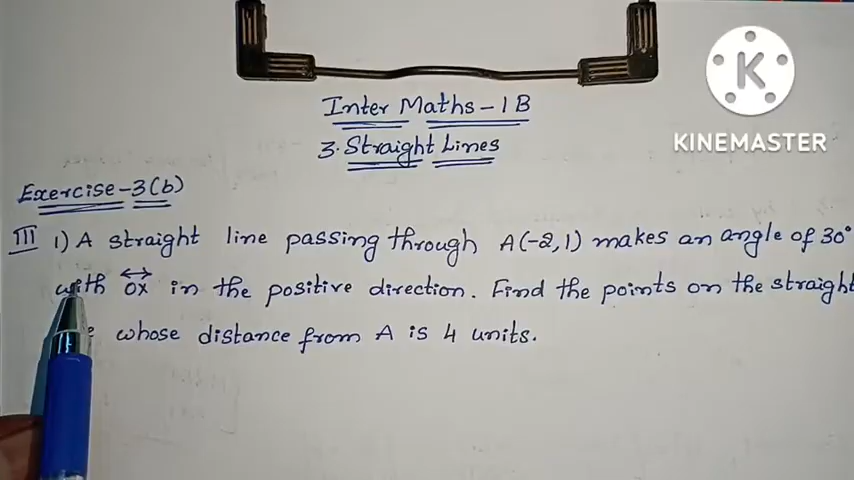 Inter Maths - 1 B
3. Straight Lines
KINEMASTER
Exercise - 3(b)
III 1) A straight line passing through A(-2,1) makes an angle of 30°
with OX in the positive direction. Find the points on the straight
whose distance from A is 4 units.